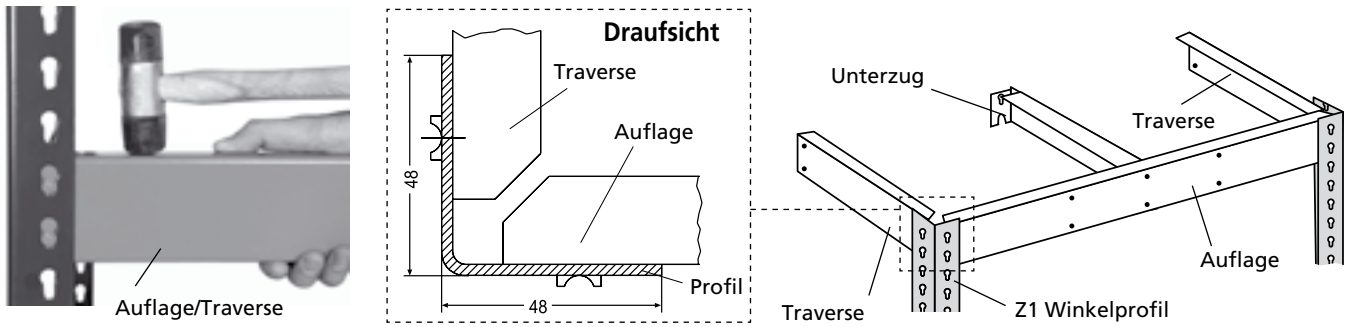 Auflage/Traverse
Draufsicht
Traverse
Auflage
48
48
Profil
Unterzug
Traverse
Auflage
Traverse
Z1 Winkelprofil